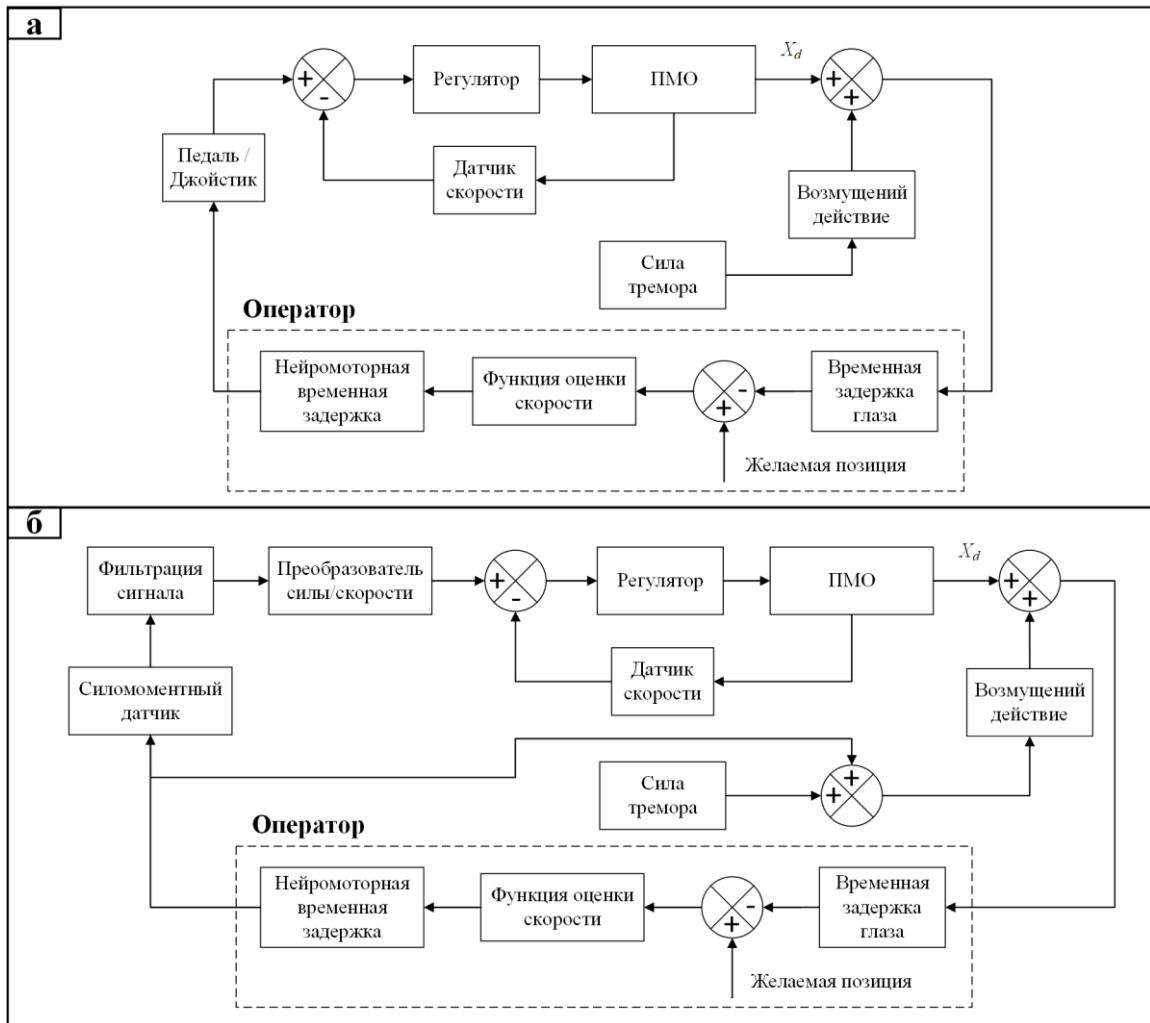 а
X_d
+
-
Регулятор
ПМО
+
+
Педаль /
Джойстик
Датчик
скорости
Возмущений
действие
Сила
тремора
Оператор
Нейромоторная
временная
задержка
Функция оценки
скорости
-
+
Временная
задержка
глаза
Желаемая позиция
б
Фильтрация
сигнала
Преобразователь
силы/скорости
+
-
Регулятор
ПМО
X_d
+
+
Силомоментный
датчик
Датчик
скорости
Возмущений
действие
Сила
тремора
+
+
Оператор
Нейромоторная
временная
задержка
Функция оценки
скорости
-
+
Временная
задержка
глаза
Желаемая позиция